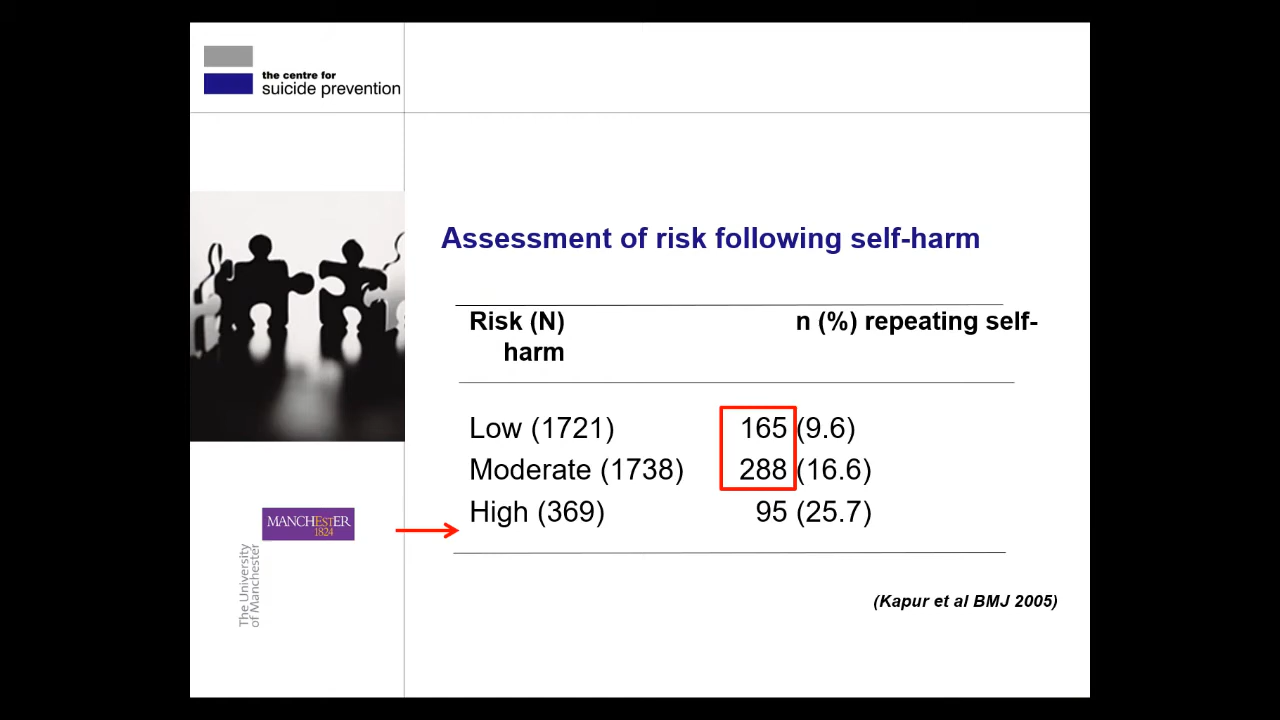 the centre for
suicide prevention
Assessment of risk following self-harm
Risk (N) n (%) repeating self-
harm
Low (1721) 165 (9.6)
Moderate (1738) 288 (16.6)
High (369) 95 (25.7)
MANCHESTER
1824
The University
of Manchester
(Kapur et al BMJ 2005)